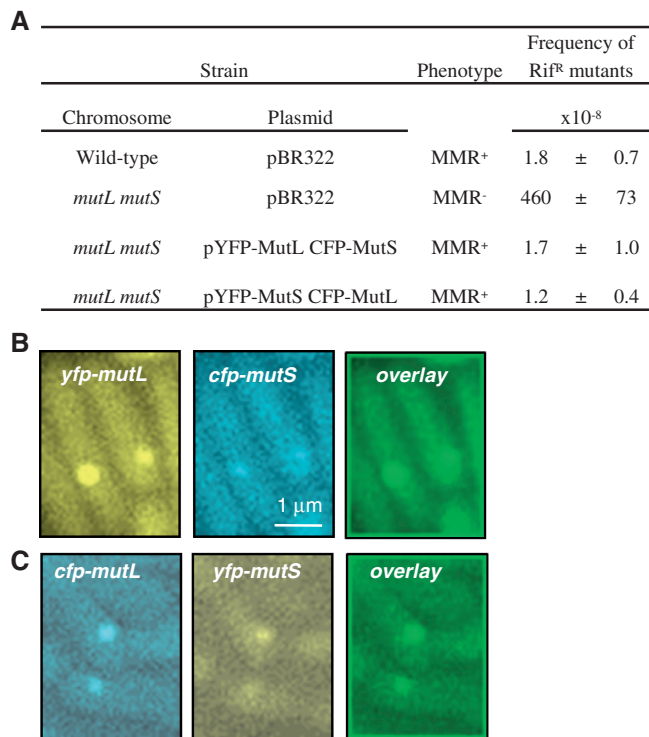 A
Frequency of
Strain Phenotype Rifᴿ mutants
Chromosome Plasmid x10⁻⁸
Wild-type pBR322 MMR⁺ 1.8 ± 0.7
mutL mutS pBR322 MMR⁻ 460 ± 73
mutL mutS pYFP-MutL CFP-MutS MMR⁺ 1.7 ± 1.0
mutL mutS pYFP-MutS CFP-MutL MMR⁺ 1.2 ± 0.4
B
yfp-mutL cfp-mutS overlay
1 μm
C
cfp-mutL yfp-mutS overlay